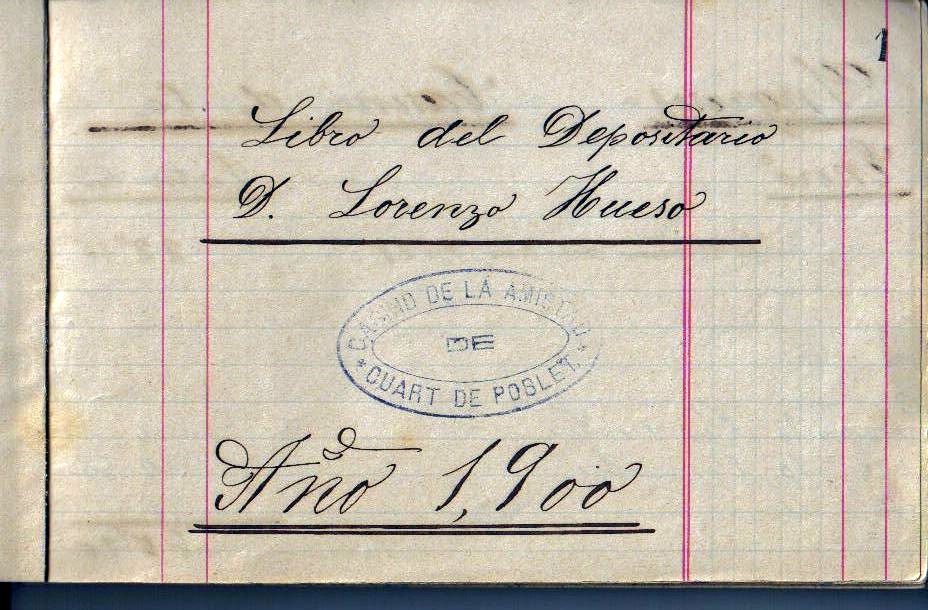 1
Libro del Depositario
D. Lorenzo Hueso
CASINO DE LA AMISTAD
DE
* CUART DE POBLET. *
Año 1,900